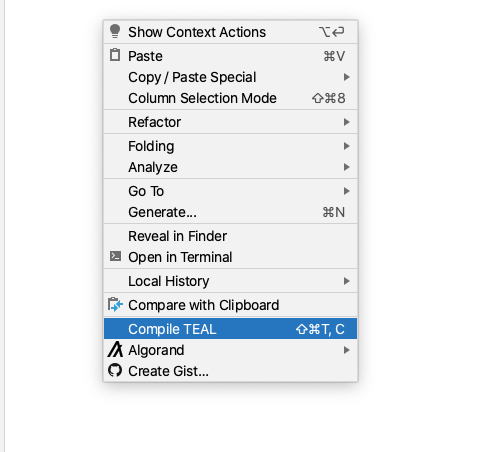 Show Context Actions ⌥⏎
Paste ⌘V
Copy / Paste Special
Column Selection Mode ⇧⌘8
Refactor
Folding
Analyze
Go To
Generate... ⌘N
Reveal in Finder
Open in Terminal
Local History
Compare with Clipboard
Compile TEAL ⇧⌘T, C
Algorand
Create Gist...